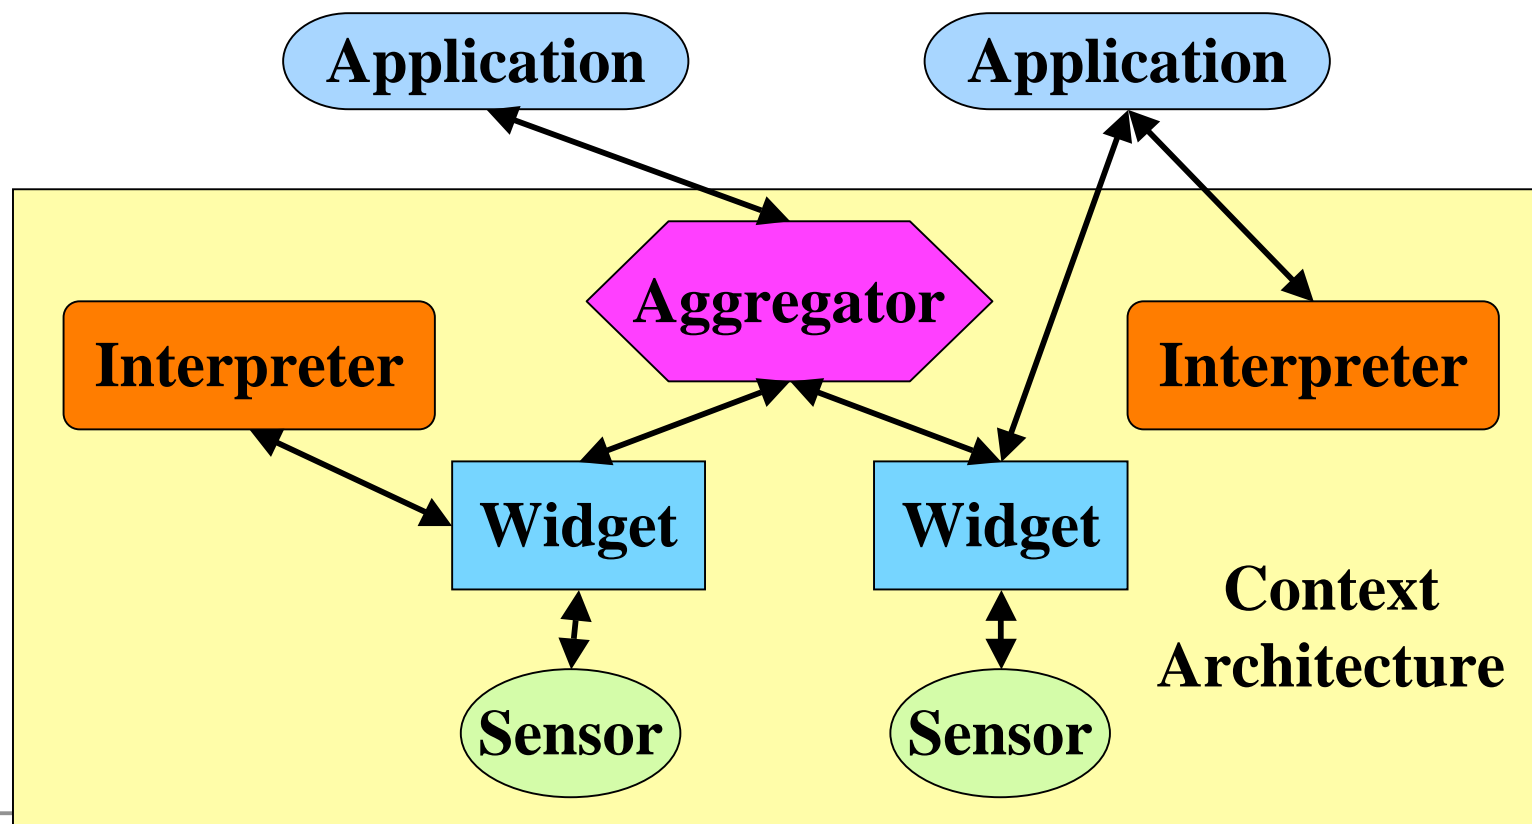 Application
Application
Aggregator
Interpreter
Interpreter
Widget
Widget
Context
Architecture
Sensor
Sensor